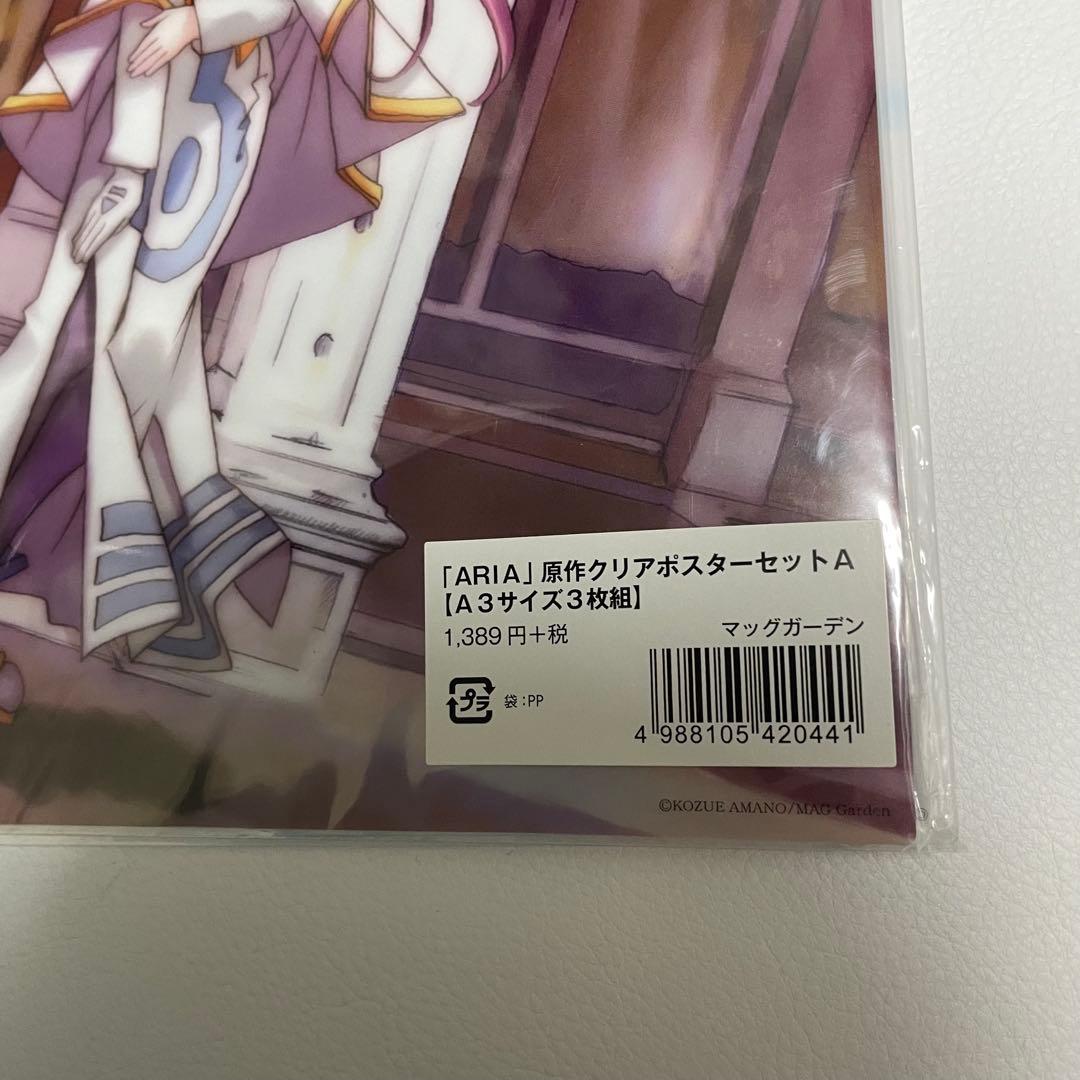 「ARIA」原作クリアポスターセットA
【A3サイズ3枚組】
1,389円+税
マッグガーデン
プラ 袋:PP
4 988105 420441
©KOZUE AMANO/MAG Garden